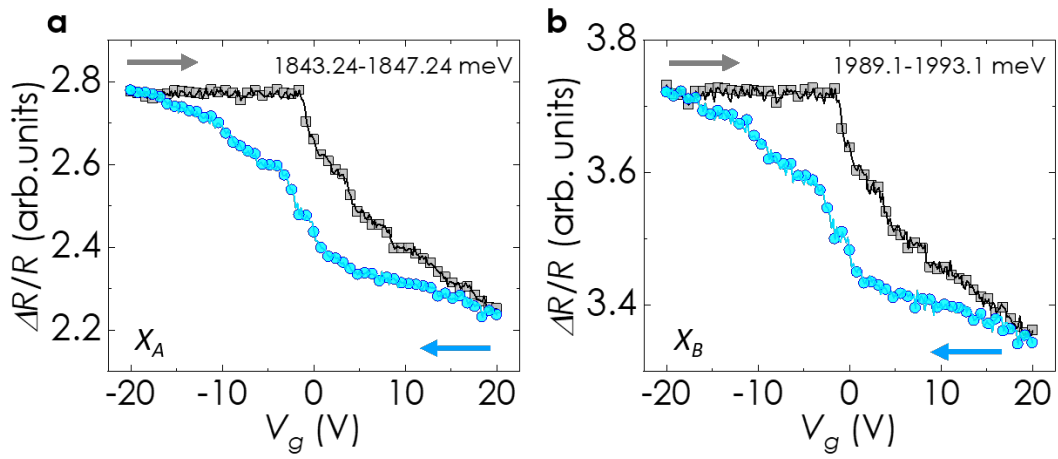 a
1843.24-1847.24 meV
ΔR/R (arb.units)
2.8
2.6
2.4
2.2
X_A
-20 -10 0 10 20
V_g (V)
b
1989.1-1993.1 meV
ΔR/R (arb. units)
3.8
3.6
3.4
X_B
-20 -10 0 10 20
V_g (V)